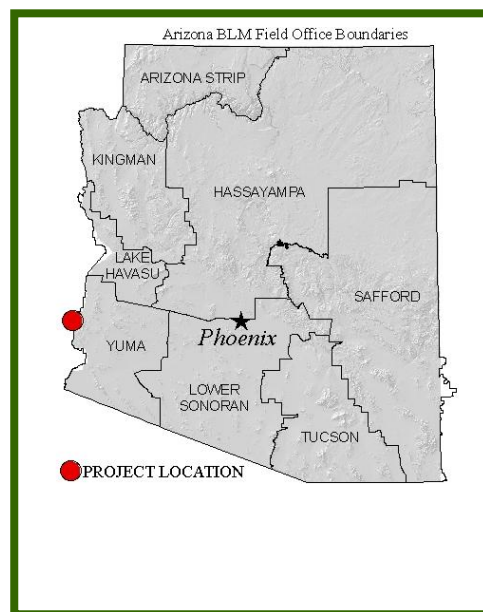 Arizona BLM Field Office Boundaries
ARIZONA STRIP
KINGMAN
HASSAYAMPA
LAKE
HAVASU
SAFFORD
Phoenix
YUMA
LOWER
SONORAN
TUCSON
PROJECT LOCATION